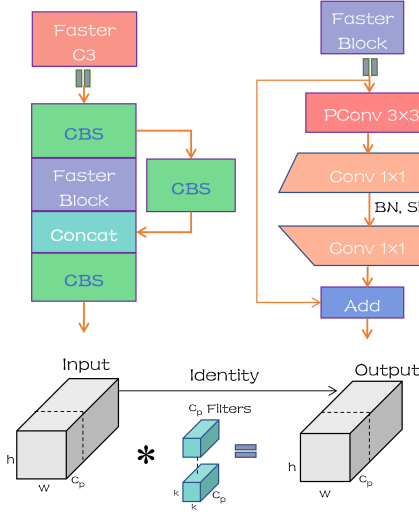 Faster
C3
CBS
Faster
Block
CBS
Concat
CBS
Faster
Block
PConv 3×3
Conv 1×1
BN,
Conv 1×1
Add
Input
Identity
Output
Cp Filters
h
w
Cp
*
k
k
Cp
=
h
w
Cp